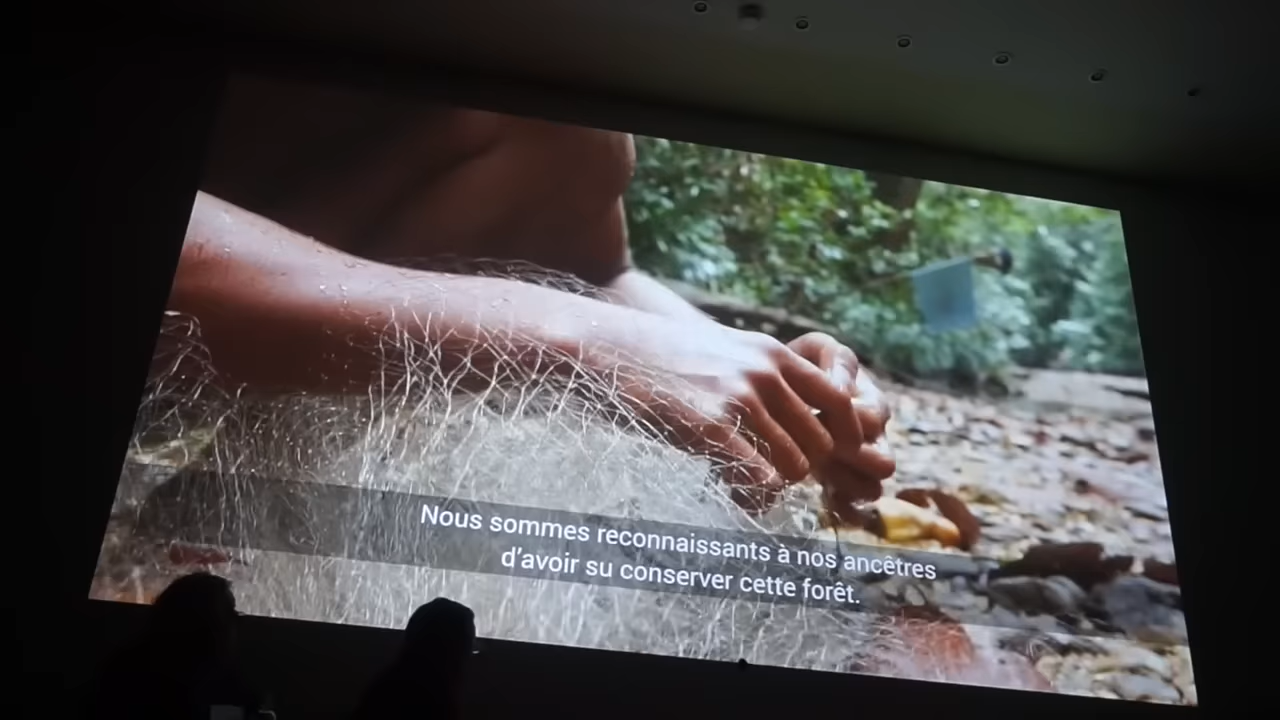 Nous sommes reconnaissants à nos ancêtres
d'avoir su conserver cette forêt.